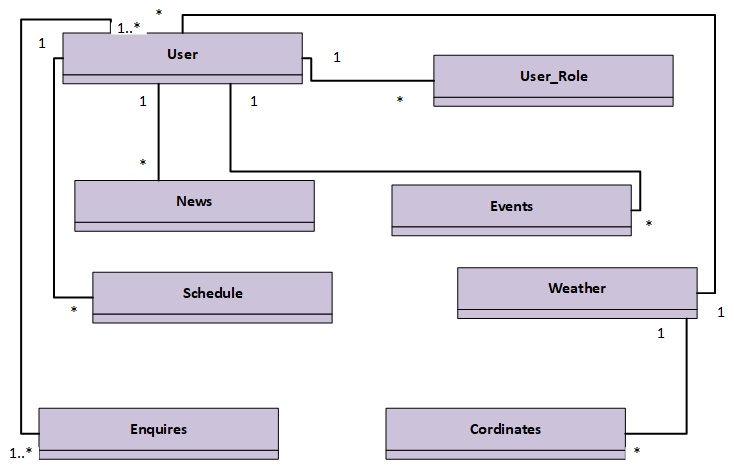 *
1..*
1
User
1
User_Role
1
1
*
*
News
Events
*
Schedule
Weather
*
1
1
Enquires
Cordinates
1..*
*